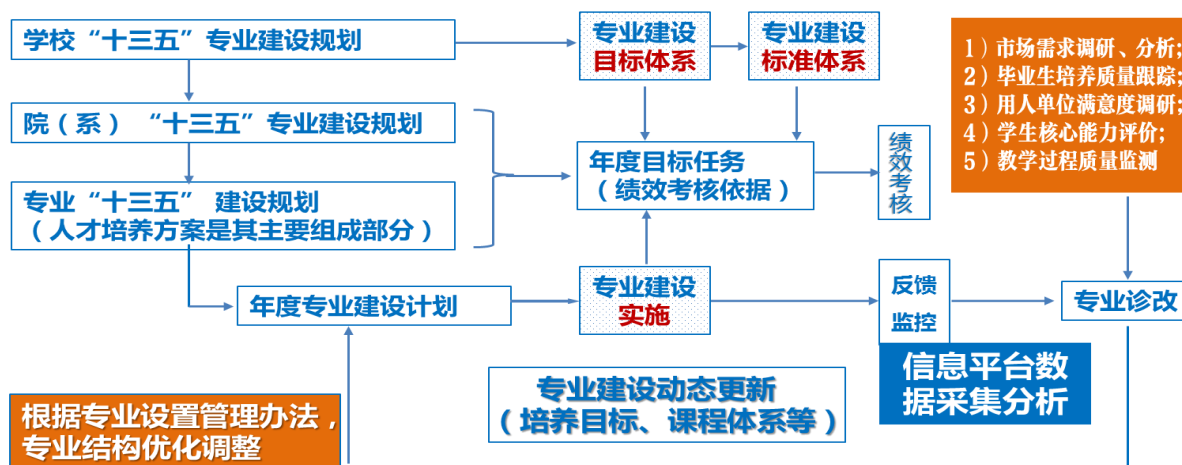 学校“十三五”专业建设规划
专业建设
目标体系
专业建设
标准体系
1）市场需求调研、分析；
2）毕业生培养质量跟踪；
3）用人单位满意度调研；
4）学生核心能力评价；
5）教学过程质量监测
院（系）“十三五”专业建设规划
年度目标任务
（绩效考核依据）
绩效考核
专业“十三五” 建设规划
（人才培养方案是其主要组成部分）
年度专业建设计划
专业建设
实施
反馈
监控
专业诊改
信息平台数
据采集分析
专业建设动态更新
（培养目标、课程体系等）
根据专业设置管理办法，
专业结构优化调整